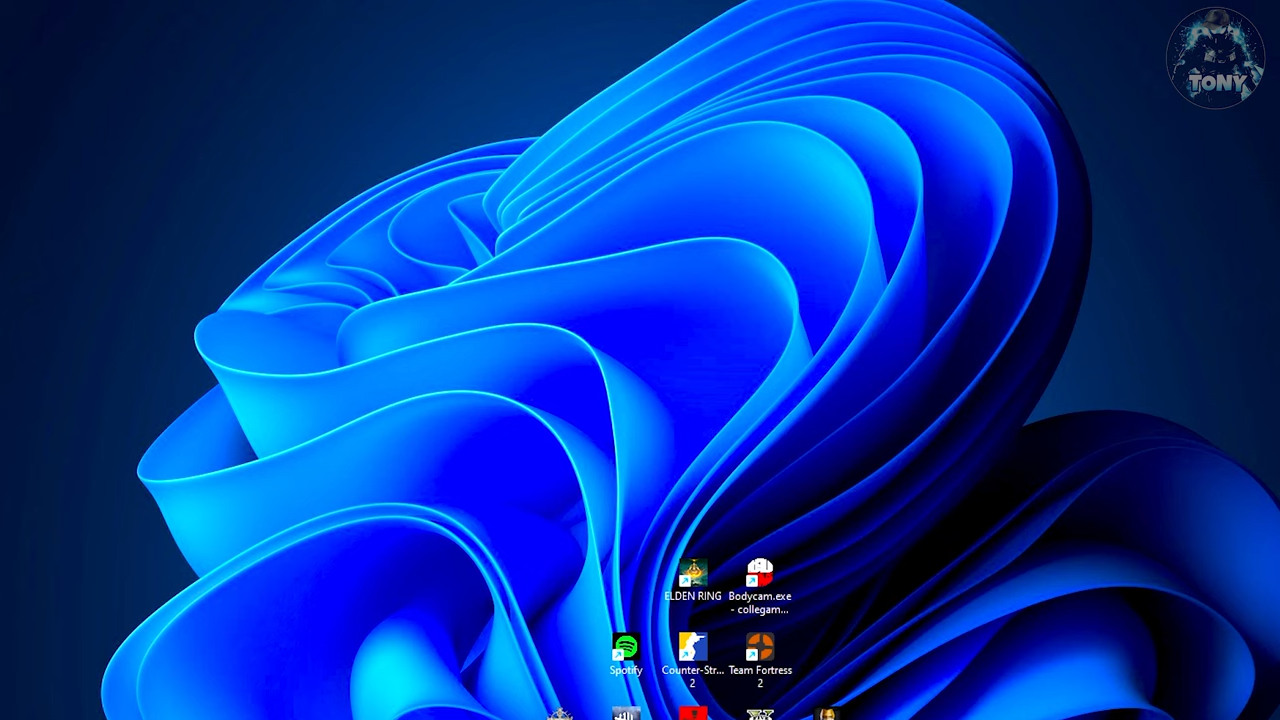 TONY
ELDEN RING
Bodycam.exe
- collegam...
Spotify
Counter-Str...
2
Team Fortress
2